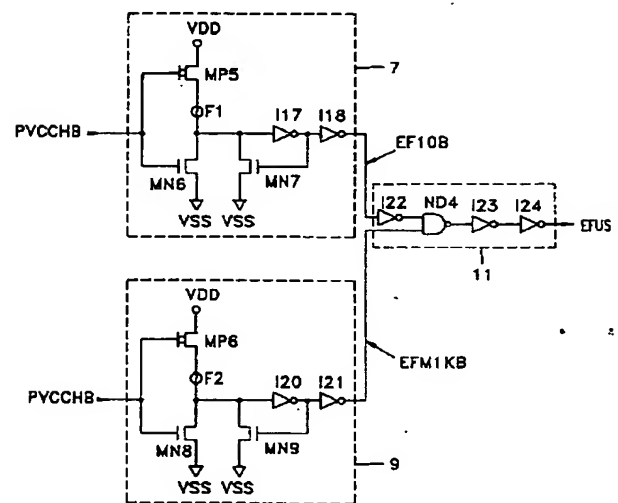 VDD
7
MP5
F1
I17
I18
PVCCHB
EF10B
MN6
MN7
I22
ND4
I23
I24
VSS
VSS
EFUS
11
VDD
MP6
EFM1KB
F2
I20
I21
PVCCHB
MN8
MN9
VSS
VSS
9